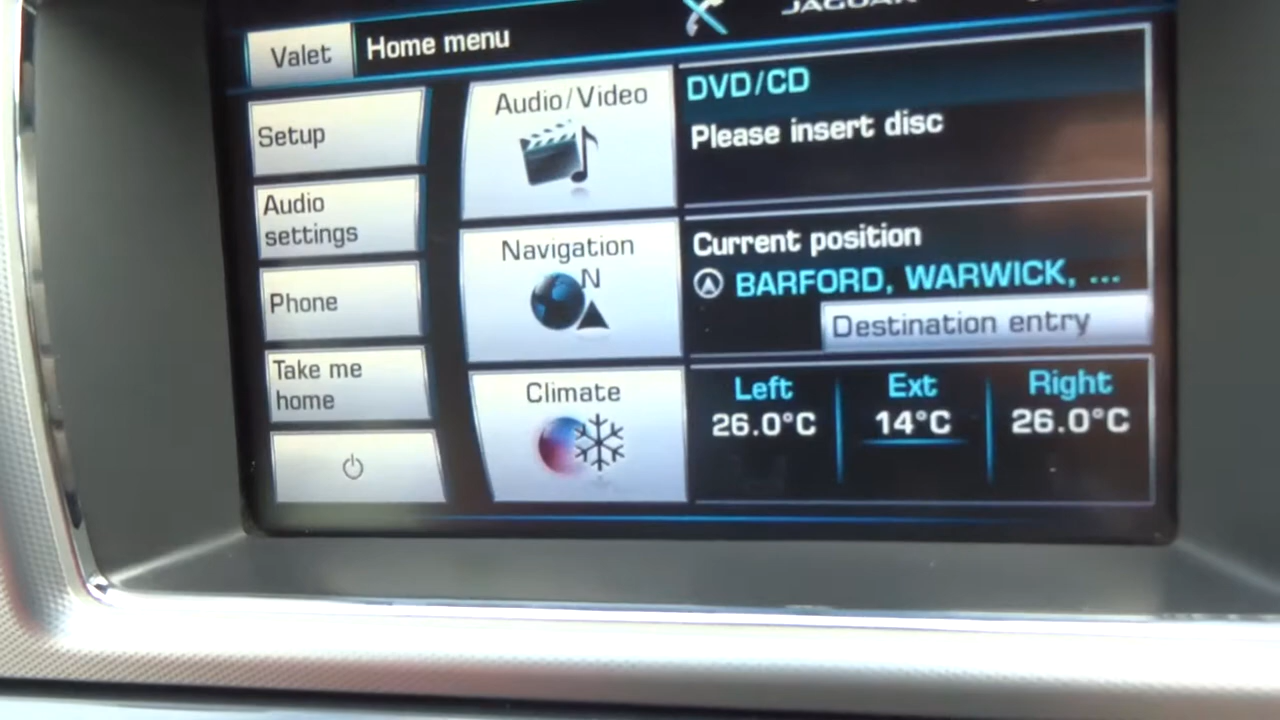 JAGUAR
Valet
Home menu
Setup
Audio
settings
Phone
Take me
home
Audio/Video
Navigation
N
Climate
DVD/CD
Please insert disc
Current position
BARFORD, WARWICK, ...
Destination entry
Left
Ext
Right
26.0°C
14°C
26.0°C